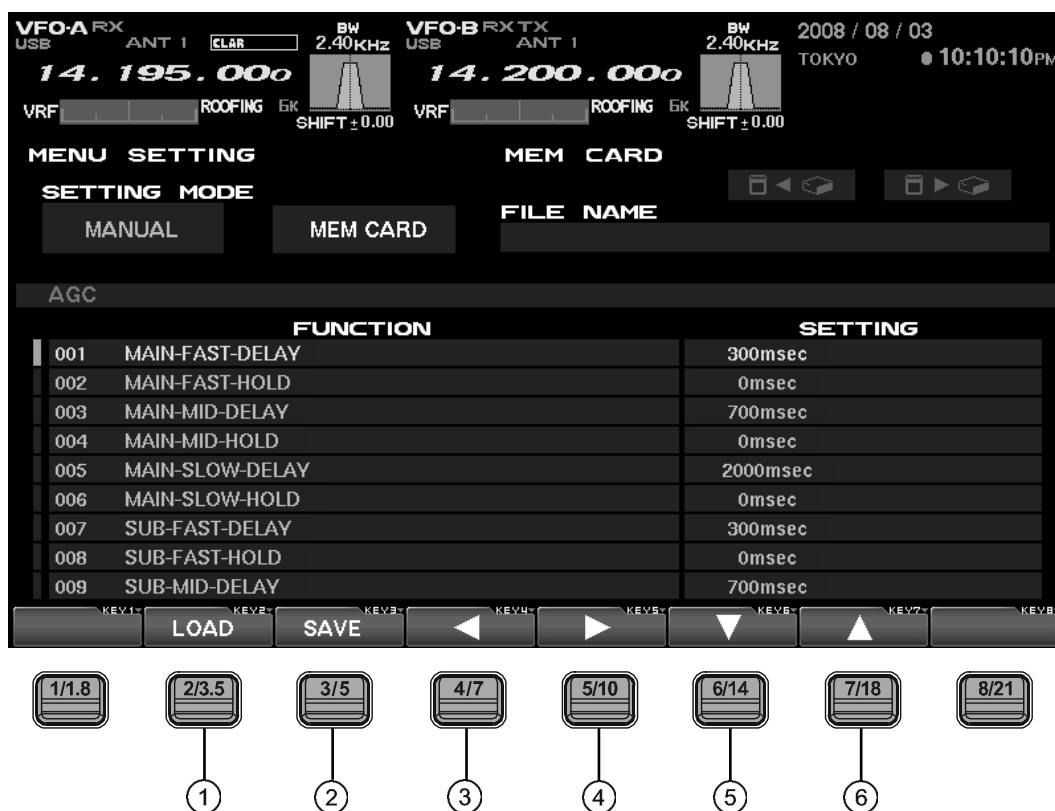 VFO-A RX BW VFO-B RX TX BW 2008 / 08 / 03
USB ANT 1 CLAR 2.40KHZ USB ANT 1 2.40KHZ TOKYO 10:10:10PM
14. 195. 000 14. 200. 000
VRF ROOFING 6K SHIFT±0.00 VRF ROOFING 6K SHIFT±0.00
MENU SETTING MEM CARD
SETTING MODE
MANUAL MEM CARD FILE NAME
AGC
FUNCTION SETTING
001 MAIN-FAST-DELAY 300msec
002 MAIN-FAST-HOLD 0msec
003 MAIN-MID-DELAY 700msec
004 MAIN-MID-HOLD 0msec
005 MAIN-SLOW-DELAY 2000msec
006 MAIN-SLOW-HOLD 0msec
007 SUB-FAST-DELAY 300msec
008 SUB-FAST-HOLD 0msec
009 SUB-MID-DELAY 700msec
KEY1 KEY2 KEY3 KEY4 KEY5 KEY6 KEY7 KEY8
LOAD SAVE ◀ ▶ ▼ ▲
1/1.8 2/3.5 3/5 4/7 5/10 6/14 7/18 8/21
① ② ③ ④ ⑤ ⑥